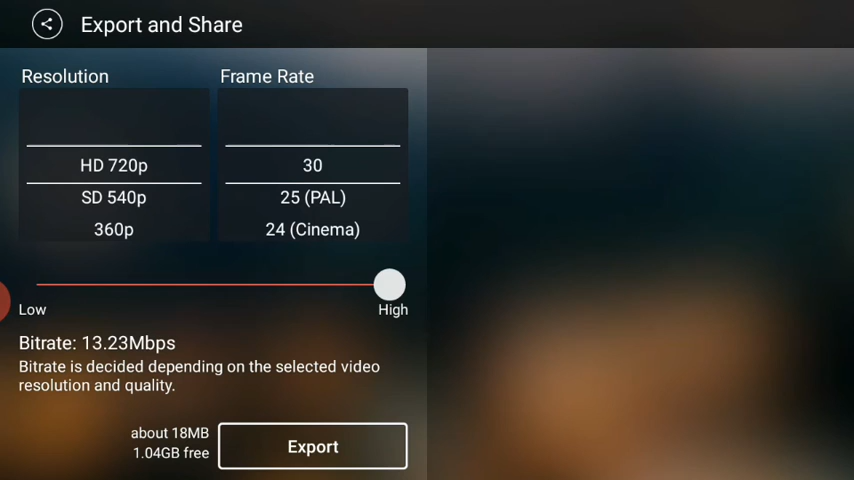 Export and Share
Resolution
Frame Rate
HD 720p
30
SD 540p
25 (PAL)
360p
24 (Cinema)
Low
High
Bitrate: 13.23Mbps
Bitrate is decided depending on the selected video
resolution and quality.
about 18MB
1.04GB free
Export